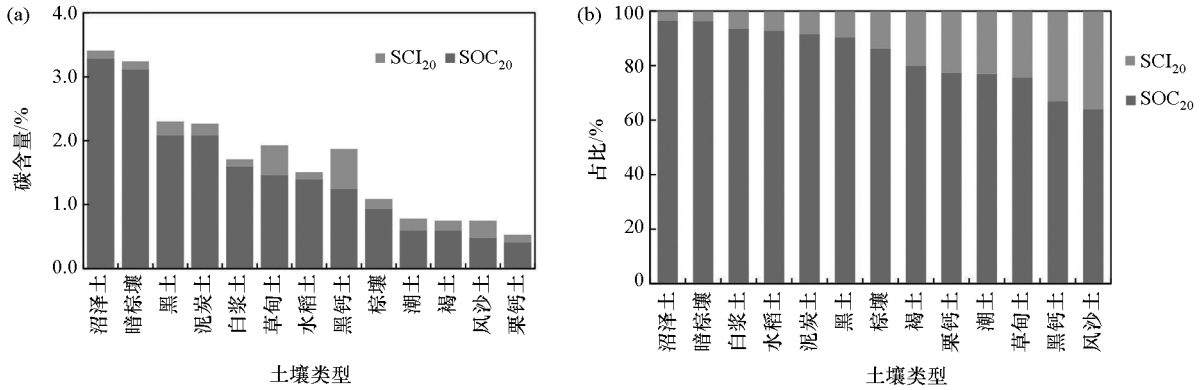 (a)
4.0
3.0
2.0
1.0
0.0
碳含量/%
SCI20
SOC20
沼泽土
暗棕壤
黑土
泥炭土
白浆土
草甸土
水稻土
黑钙土
棕壤
潮土
褐土
风沙土
栗钙土
土壤类型
(b)
100
80
60
40
20
0
占比/%
SCI20
SOC20
沼泽土
暗棕壤
白浆土
水稻土
泥炭土
黑土
棕壤
褐土
栗钙土
潮土
草甸土
黑钙土
风沙土
土壤类型